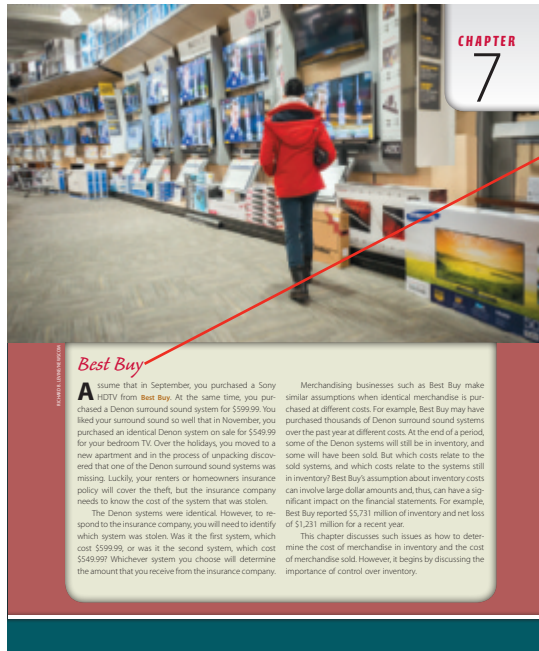 LG
CHAPTER
7
SAMSUNG
Best Buy
Assume that in September, you purchased a Sony
HDTV from Best Buy. At the same time, you pur-
chased a Denon surround sound system for $599.99. You
liked your surround sound so well that in November, you
purchased an identical Denon system on sale for $549.99
for your bedroom TV. Over the holidays, you moved to a
new apartment and in the process of unpacking discov-
ered that one of the Denon surround sound systems was
missing. Luckily, your renters or homeowners insurance
policy will cover the theft, but the insurance company
needs to know the cost of the system that was stolen.
The Denon systems were identical. However, to re-
spond to the insurance company, you will need to identify
which system was stolen. Was it the first system, which
cost $599.99, or was it the second system, which cost
$549.99? Whichever system you choose will determine
the amount that you receive from the insurance company.
Merchandising businesses such as Best Buy make
similar assumptions when identical merchandise is pur-
chased at different costs. For example, Best Buy may have
purchased thousands of Denon surround sound systems
over the past year at different costs. At the end of a period,
some of the Denon systems will still be in inventory, and
some will have been sold. But which costs relate to the
sold systems, and which costs relate to the systems still
in inventory? Best Buy's assumption about inventory costs
can involve large dollar amounts and, thus, can have a sig-
nificant impact on the financial statements. For example,
Best Buy reported $5,731 million of inventory and net loss
of $1,231 million for a recent year.
This chapter discusses such issues as how to deter-
mine the cost of merchandise in inventory and the cost
of merchandise sold. However, it begins by discussing the
importance of control over inventory.